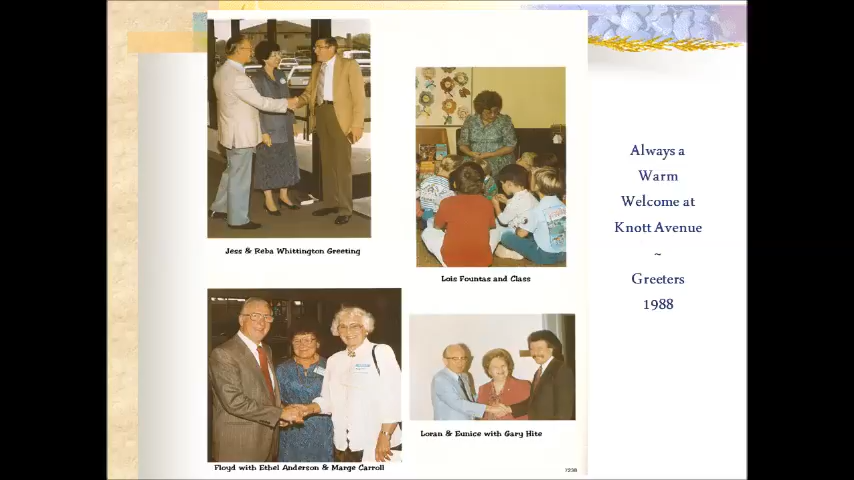 Jess & Reba Whittington Greeting
Lois Fountas and Class
Floyd with Ethel Anderson & Marge Carroll
Loran & Eunice with Gary Hite
Always a
Warm
Welcome at
Knott Avenue
~
Greeters
1988